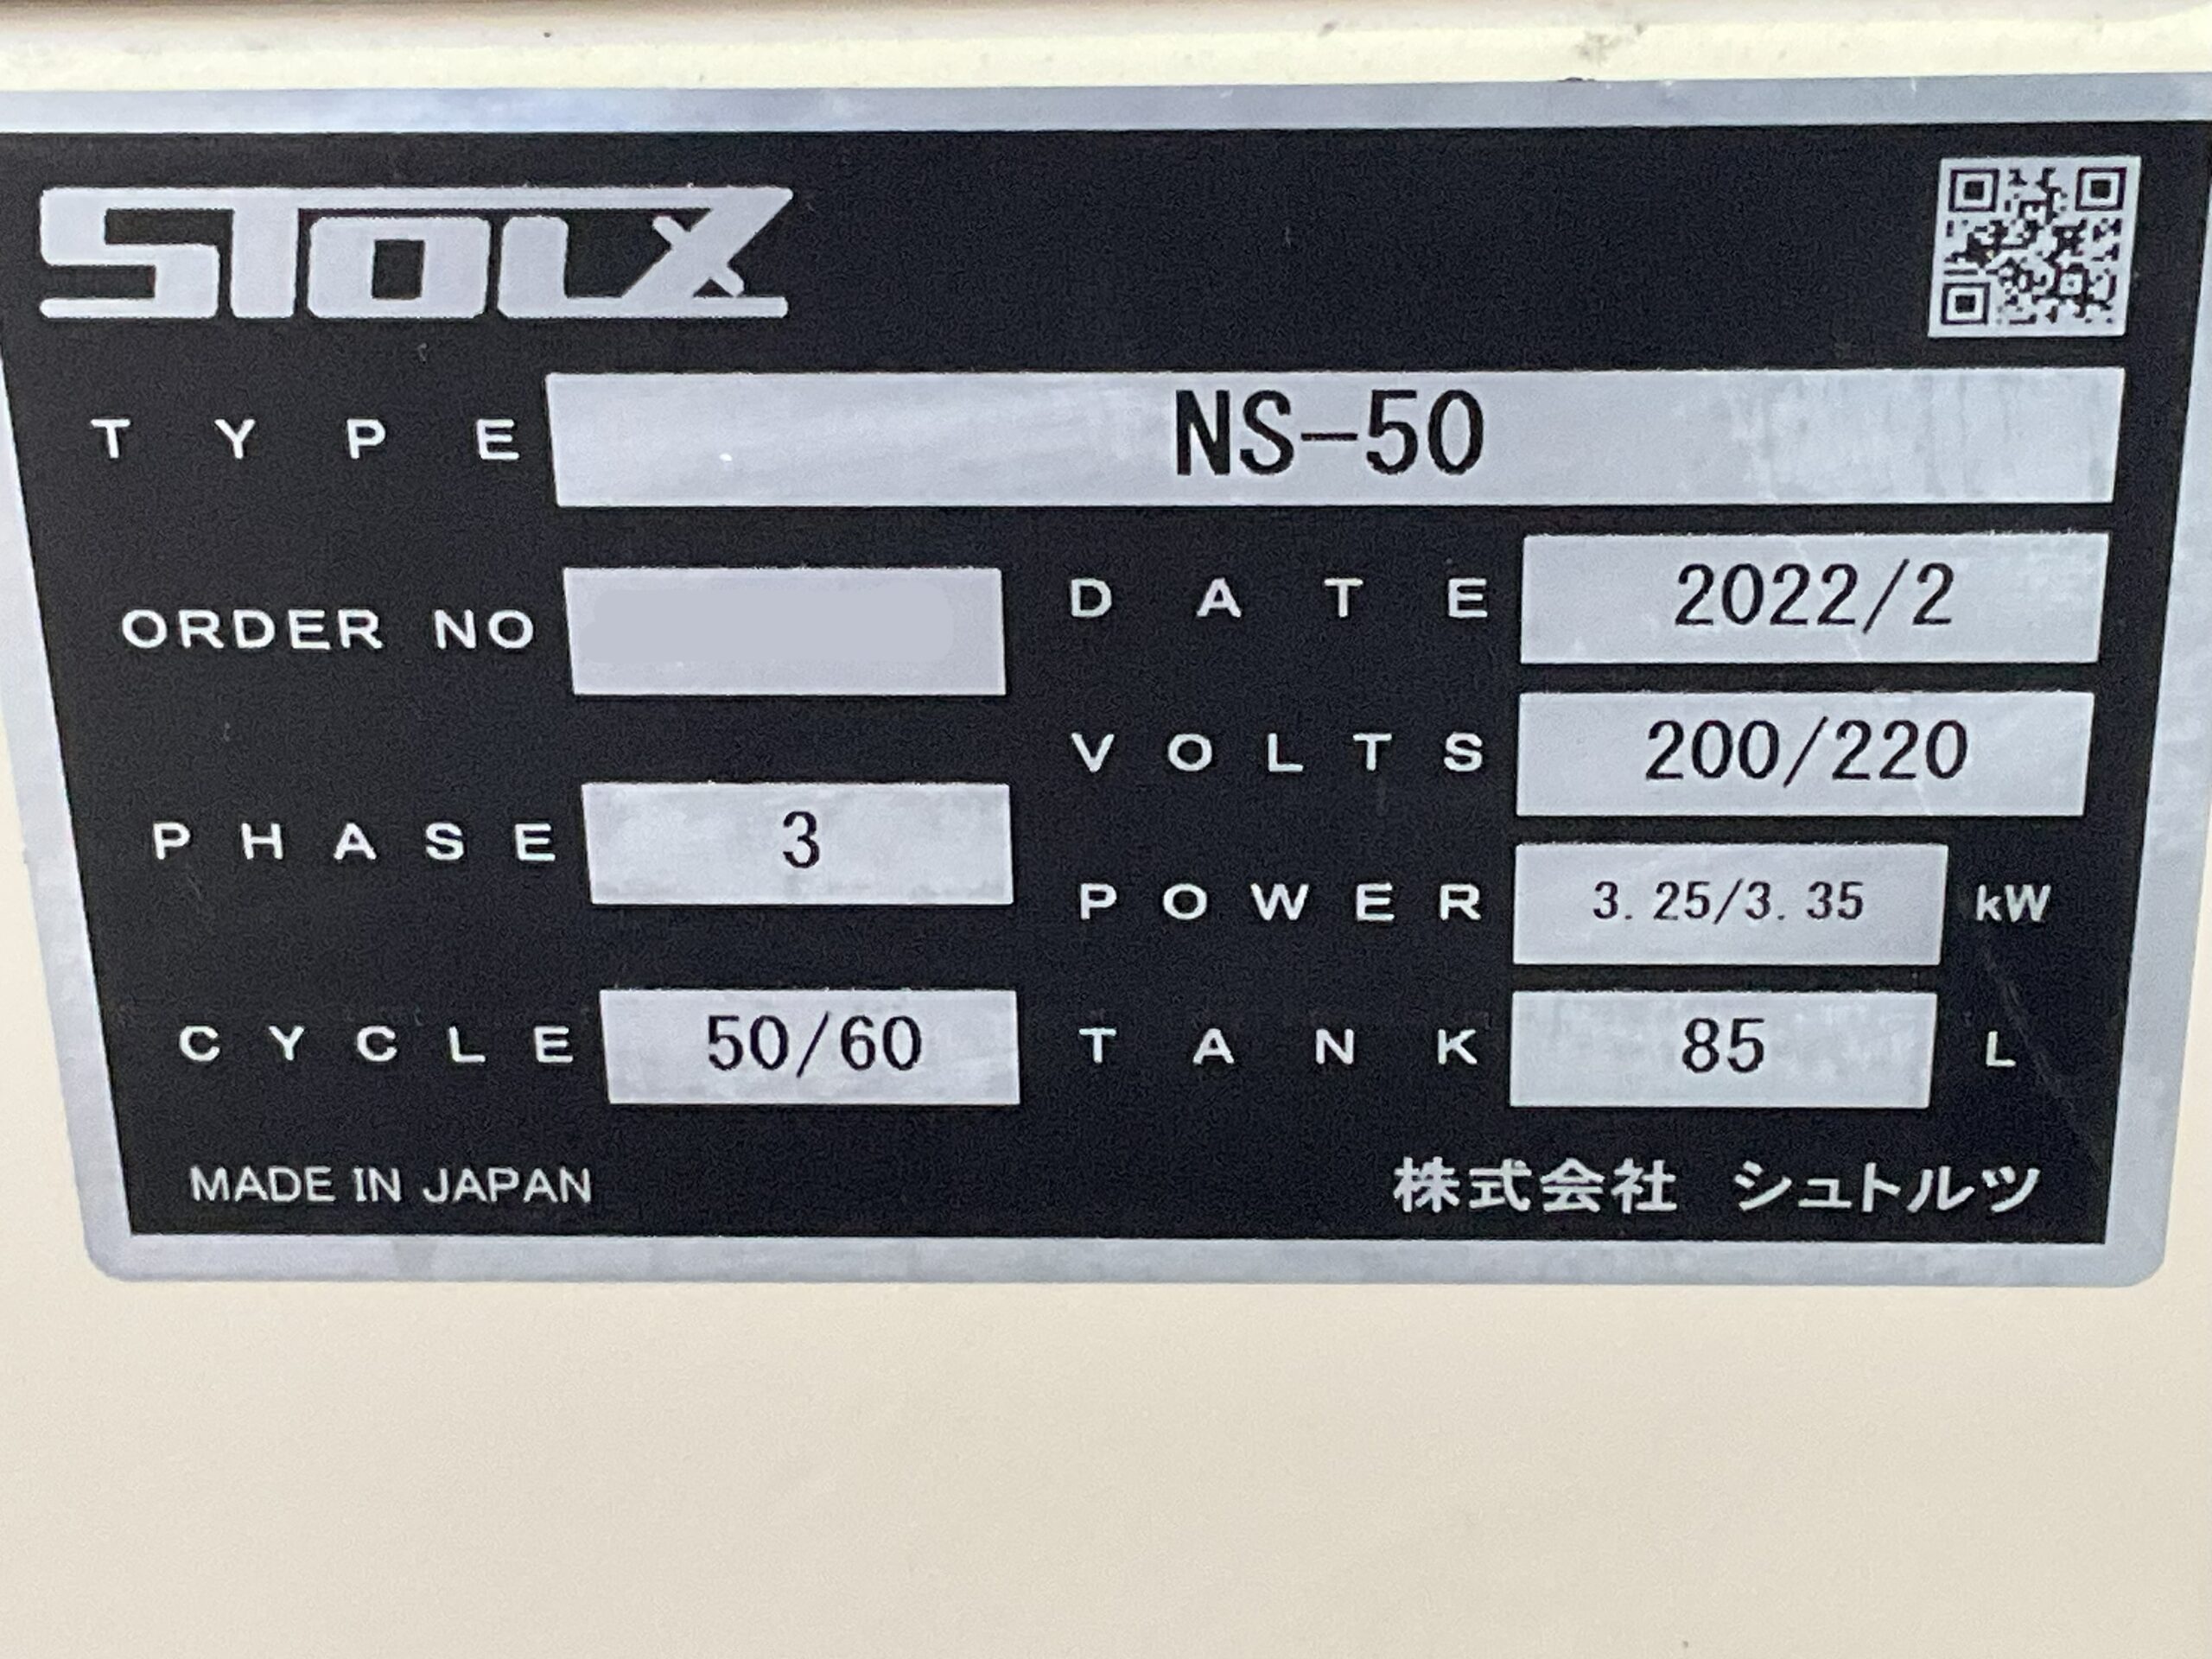 STOLZ
TYPE NS-50
ORDER NO
DATE 2022/2
VOLTS 200/220
PHASE 3
POWER 3.25/3.35 kW
CYCLE 50/60
TANK 85 L
MADE IN JAPAN
株式会社 シュトルツ